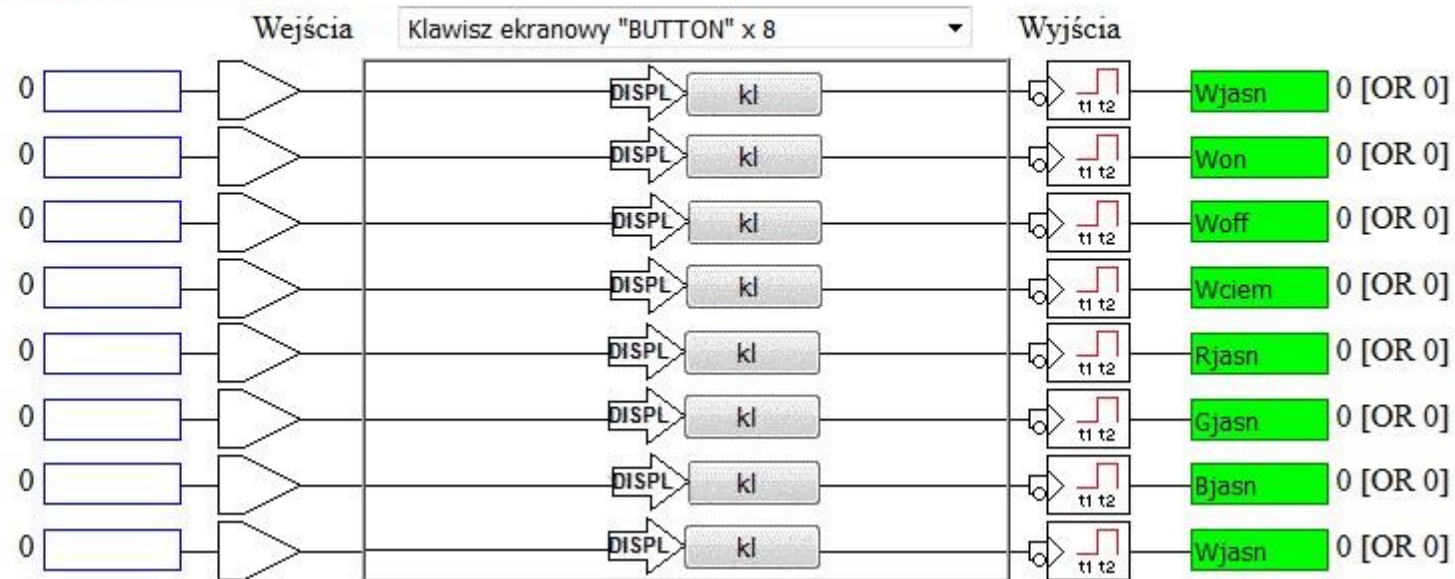 Wejścia Klawisz ekranowy "BUTTON" x 8 Wyjścia
0 DISPL kl t1 t2 Wjasn 0 [OR 0]
0 DISPL kl t1 t2 Won 0 [OR 0]
0 DISPL kl t1 t2 Woff 0 [OR 0]
0 DISPL kl t1 t2 Wciem 0 [OR 0]
0 DISPL kl t1 t2 Rjasn 0 [OR 0]
0 DISPL kl t1 t2 Gjasn 0 [OR 0]
0 DISPL kl t1 t2 Bjasn 0 [OR 0]
0 DISPL kl t1 t2 Wjasn 0 [OR 0]